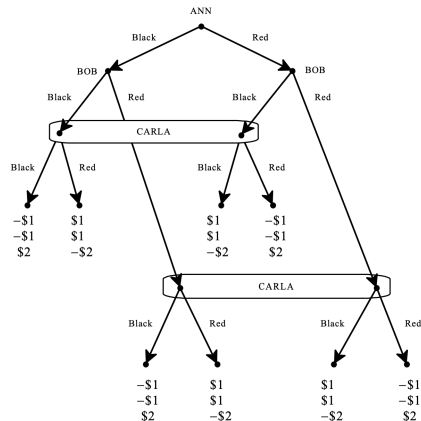 ANN
Black Red
BOB BOB
Black Red Black Red
CARLA
Black Red Black Red
–$1 $1 $1 –$1
–$1 $1 $1 –$1
$2 –$2 –$2 $2
CARLA
Black Red Black Red
–$1 $1 $1 –$1
–$1 $1 $1 –$1
$2 –$2 –$2 $2